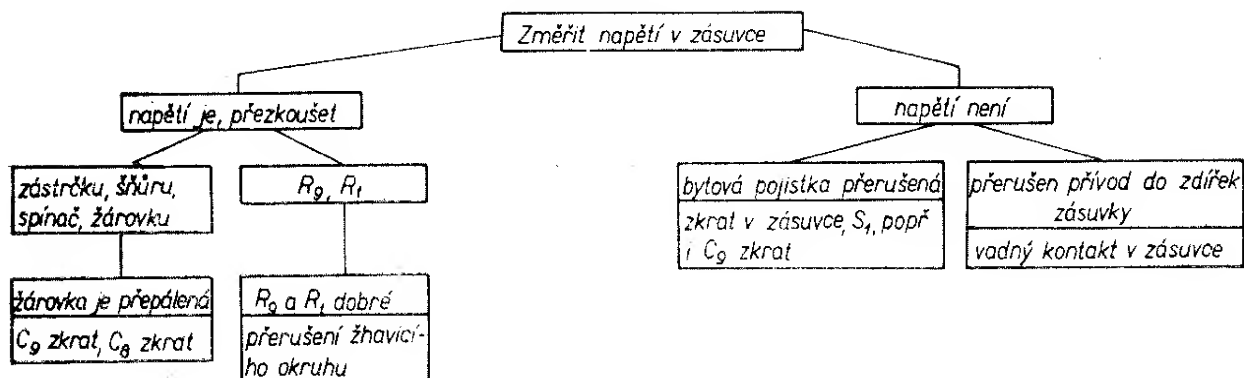 Změřit napětí v zásuvce
napětí je, přezkoušet
napětí není
zástrčku, šňůru,
spínač, žárovku
R9, Rt
bytová pojistka přerušená
zkrat v zásuvce, S1, popř
i C9 zkrat
přerušen přívod do zdířek
zásuvky
vadný kontakt v zásuvce
žárovka je přepálená
C9 zkrat, C8 zkrat
R9 a Rt dobré
přerušení žhavicí-
ho okruhu